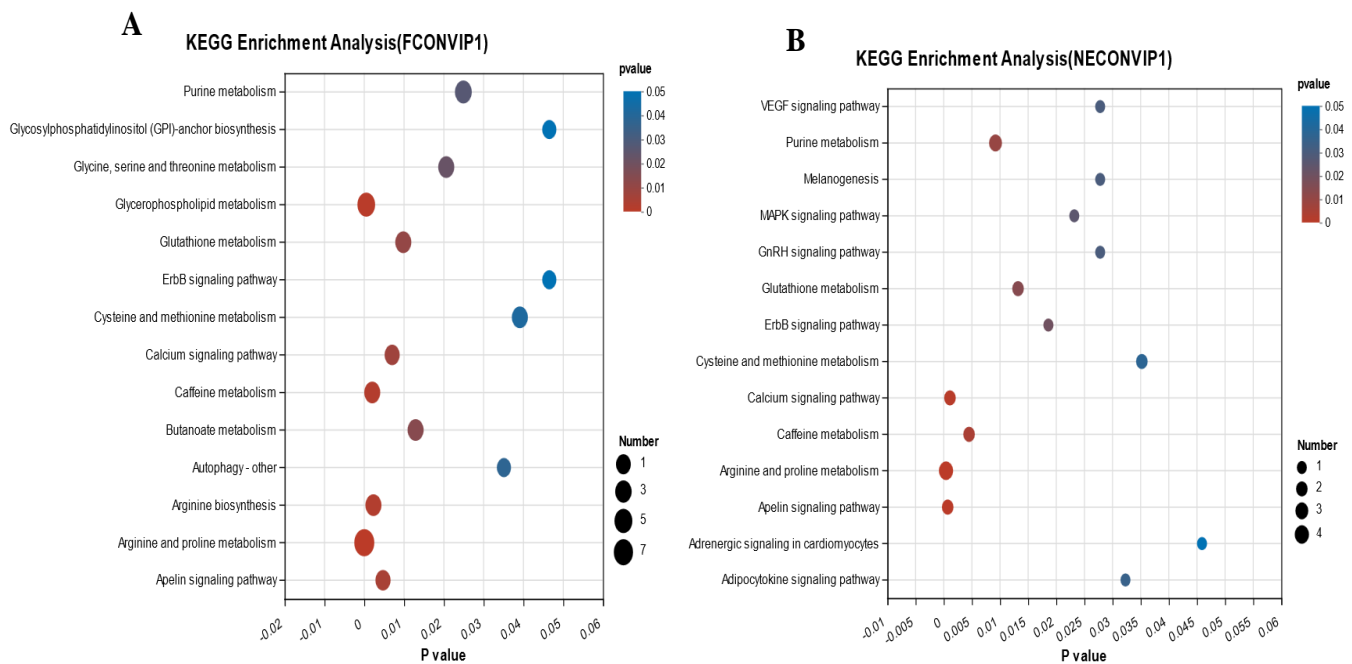 A
KEGG Enrichment Analysis(FCONVIP1)
Purine metabolism
Glycosylphosphatidylinositol (GPI)-anchor biosynthesis
Glycine, serine and threonine metabolism
Glycerophospholipid metabolism
Glutathione metabolism
ErbB signaling pathway
Cysteine and methionine metabolism
Calcium signaling pathway
Caffeine metabolism
Butanoate metabolism
Autophagy - other
Arginine biosynthesis
Arginine and proline metabolism
Apelin signaling pathway
-0.02 -0.01 0 0.01 0.02 0.03 0.04 0.05 0.06
P value
pvalue
0.05
0.04
0.03
0.02
0.01
0
Number
1
3
5
7
B
KEGG Enrichment Analysis(NECONVIP1)
VEGF signaling pathway
Purine metabolism
Melanogenesis
MAPK signaling pathway
GnRH signaling pathway
Glutathione metabolism
ErbB signaling pathway
Cysteine and methionine metabolism
Calcium signaling pathway
Caffeine metabolism
Arginine and proline metabolism
Apelin signaling pathway
Adrenergic signaling in cardiomyocytes
Adipocytokine signaling pathway
-0.01 -0.005 0 0.005 0.01 0.015 0.02 0.025 0.03 0.035 0.04 0.045 0.05 0.055 0.06
P value
pvalue
0.05
0.04
0.03
0.02
0.01
0
Number
1
2
3
4